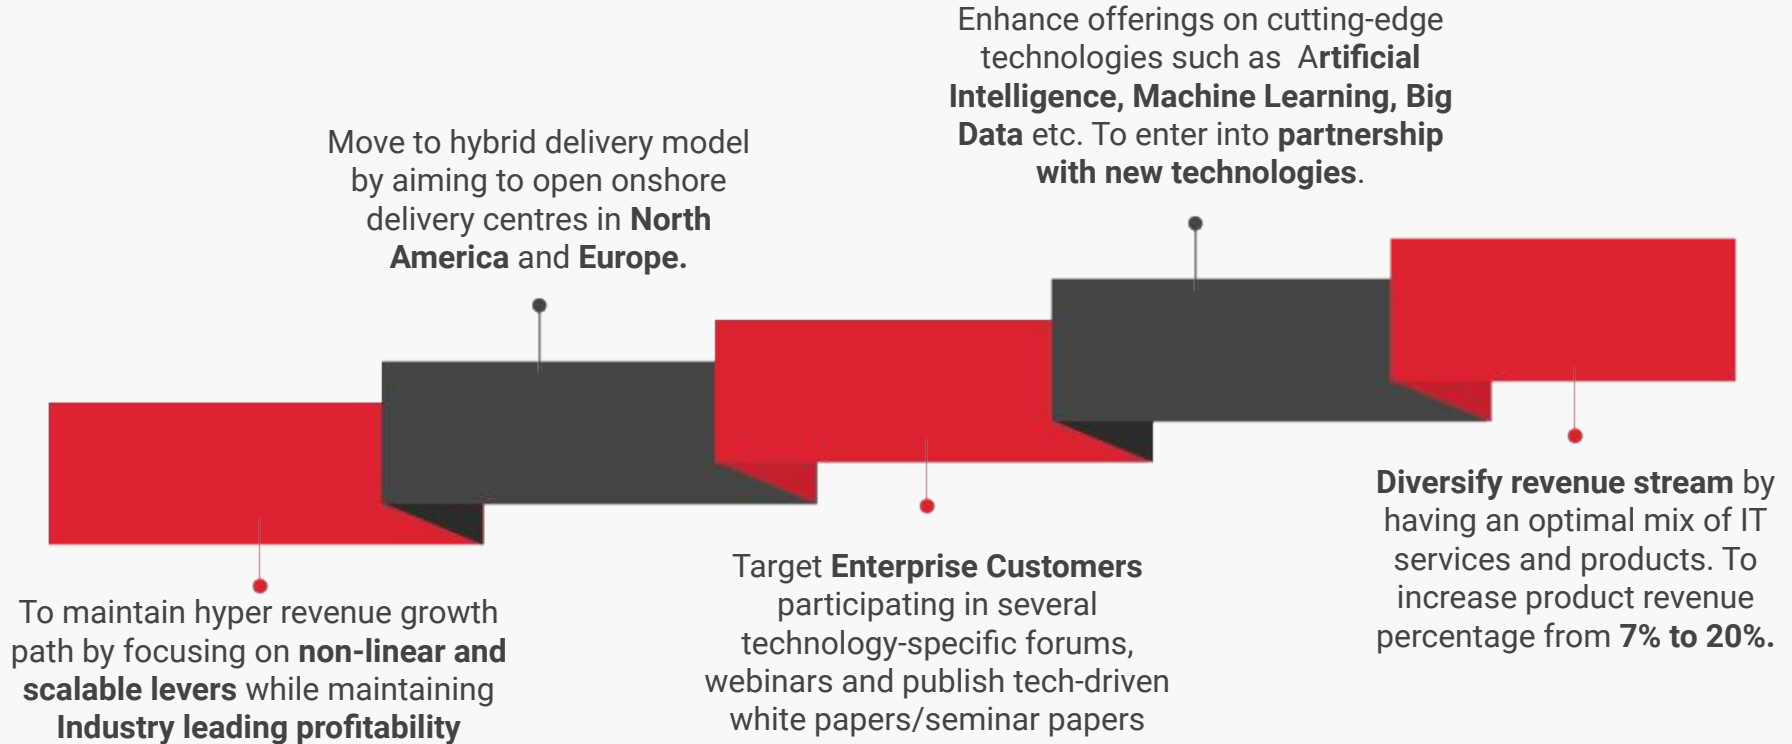 To maintain hyper revenue growth
path by focusing on non-linear and
scalable levers while maintaining
Industry leading profitability
Move to hybrid delivery model
by aiming to open onshore
delivery centres in North
America and Europe.
Target Enterprise Customers
participating in several
technology-specific forums,
webinars and publish tech-driven
white papers/seminar papers
Enhance offerings on cutting-edge
technologies such as  Artificial
Intelligence, Machine Learning, Big
Data etc. To enter into partnership
with new technologies.
Diversify revenue stream by
having an optimal mix of IT
services and products. To
increase product revenue
percentage from 7% to 20%.